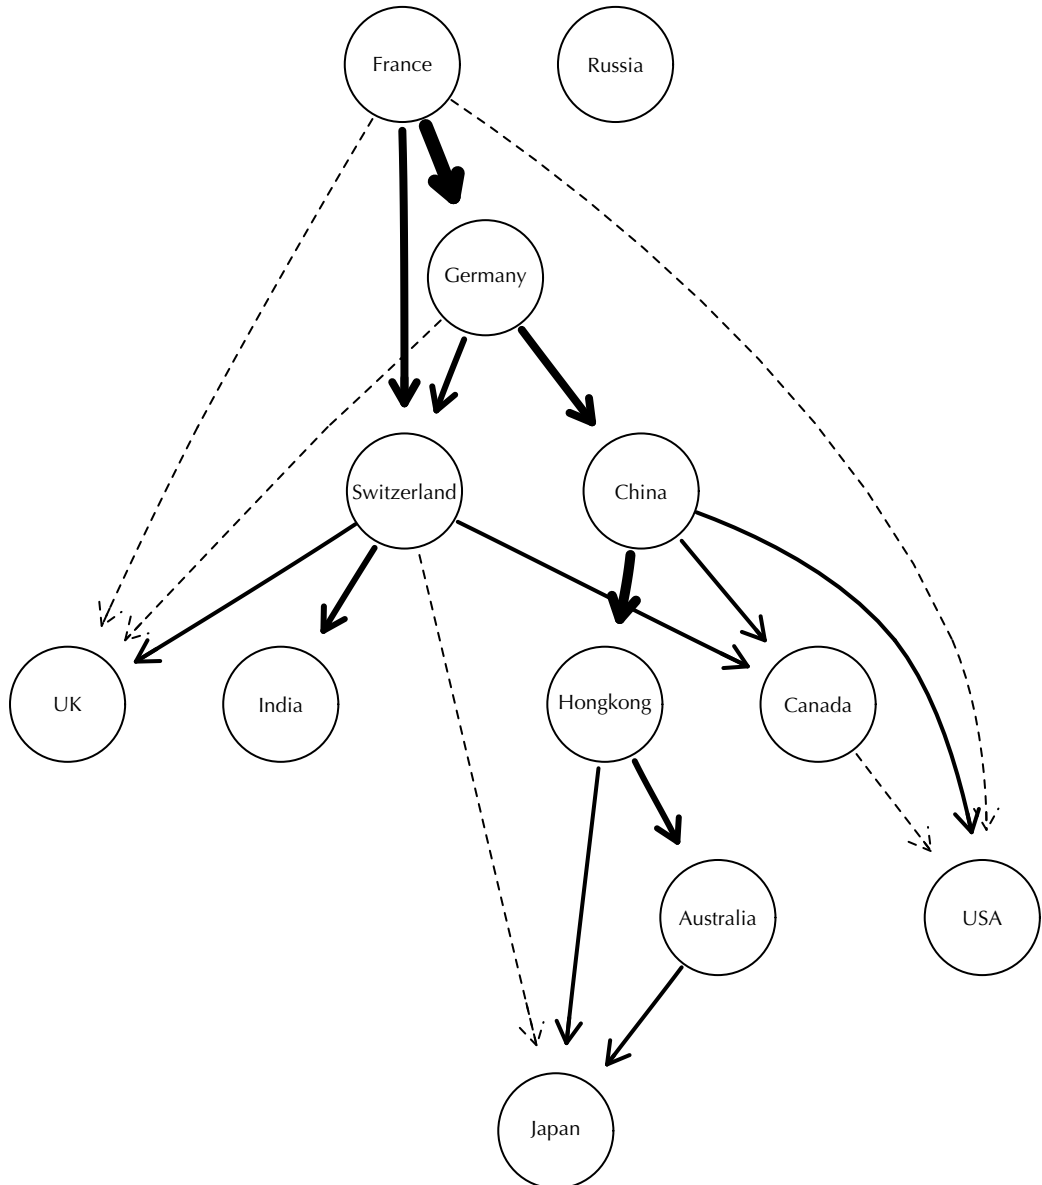 France
Russia
Germany
Switzerland
China
UK
India
Hongkong
Canada
Australia
USA
Japan